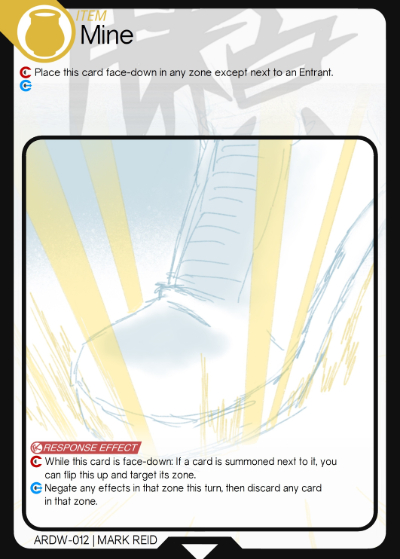 ITEM
Mine
Place this card face-down in any zone except next to an Entrant.
RESPONSE EFFECT
While this card is face-down: If a card is summoned next to it, you
can flip this up and target its zone.
Negate any effects in that zone this turn, then discard any card
in that zone.
ARDW-012 | MARK REID